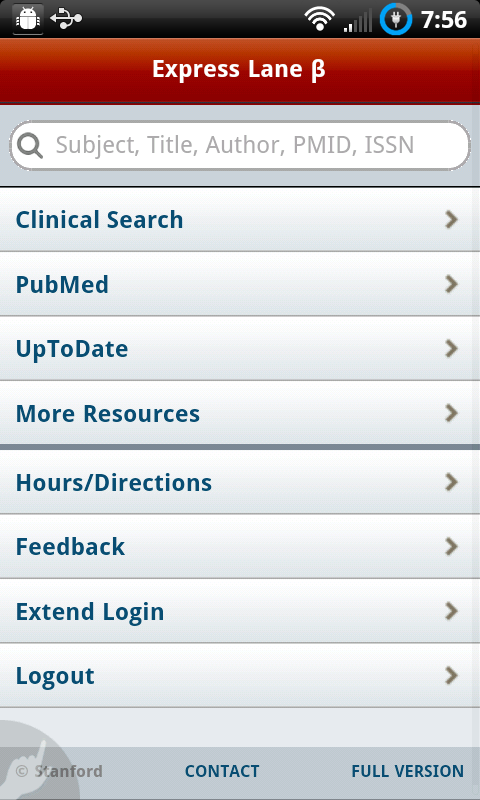 7:56
Express Lane β
Subject, Title, Author, PMID, ISSN
Clinical Search
PubMed
UpToDate
More Resources
Hours/Directions
Feedback
Extend Login
Logout
© Stanford CONTACT FULL VERSION